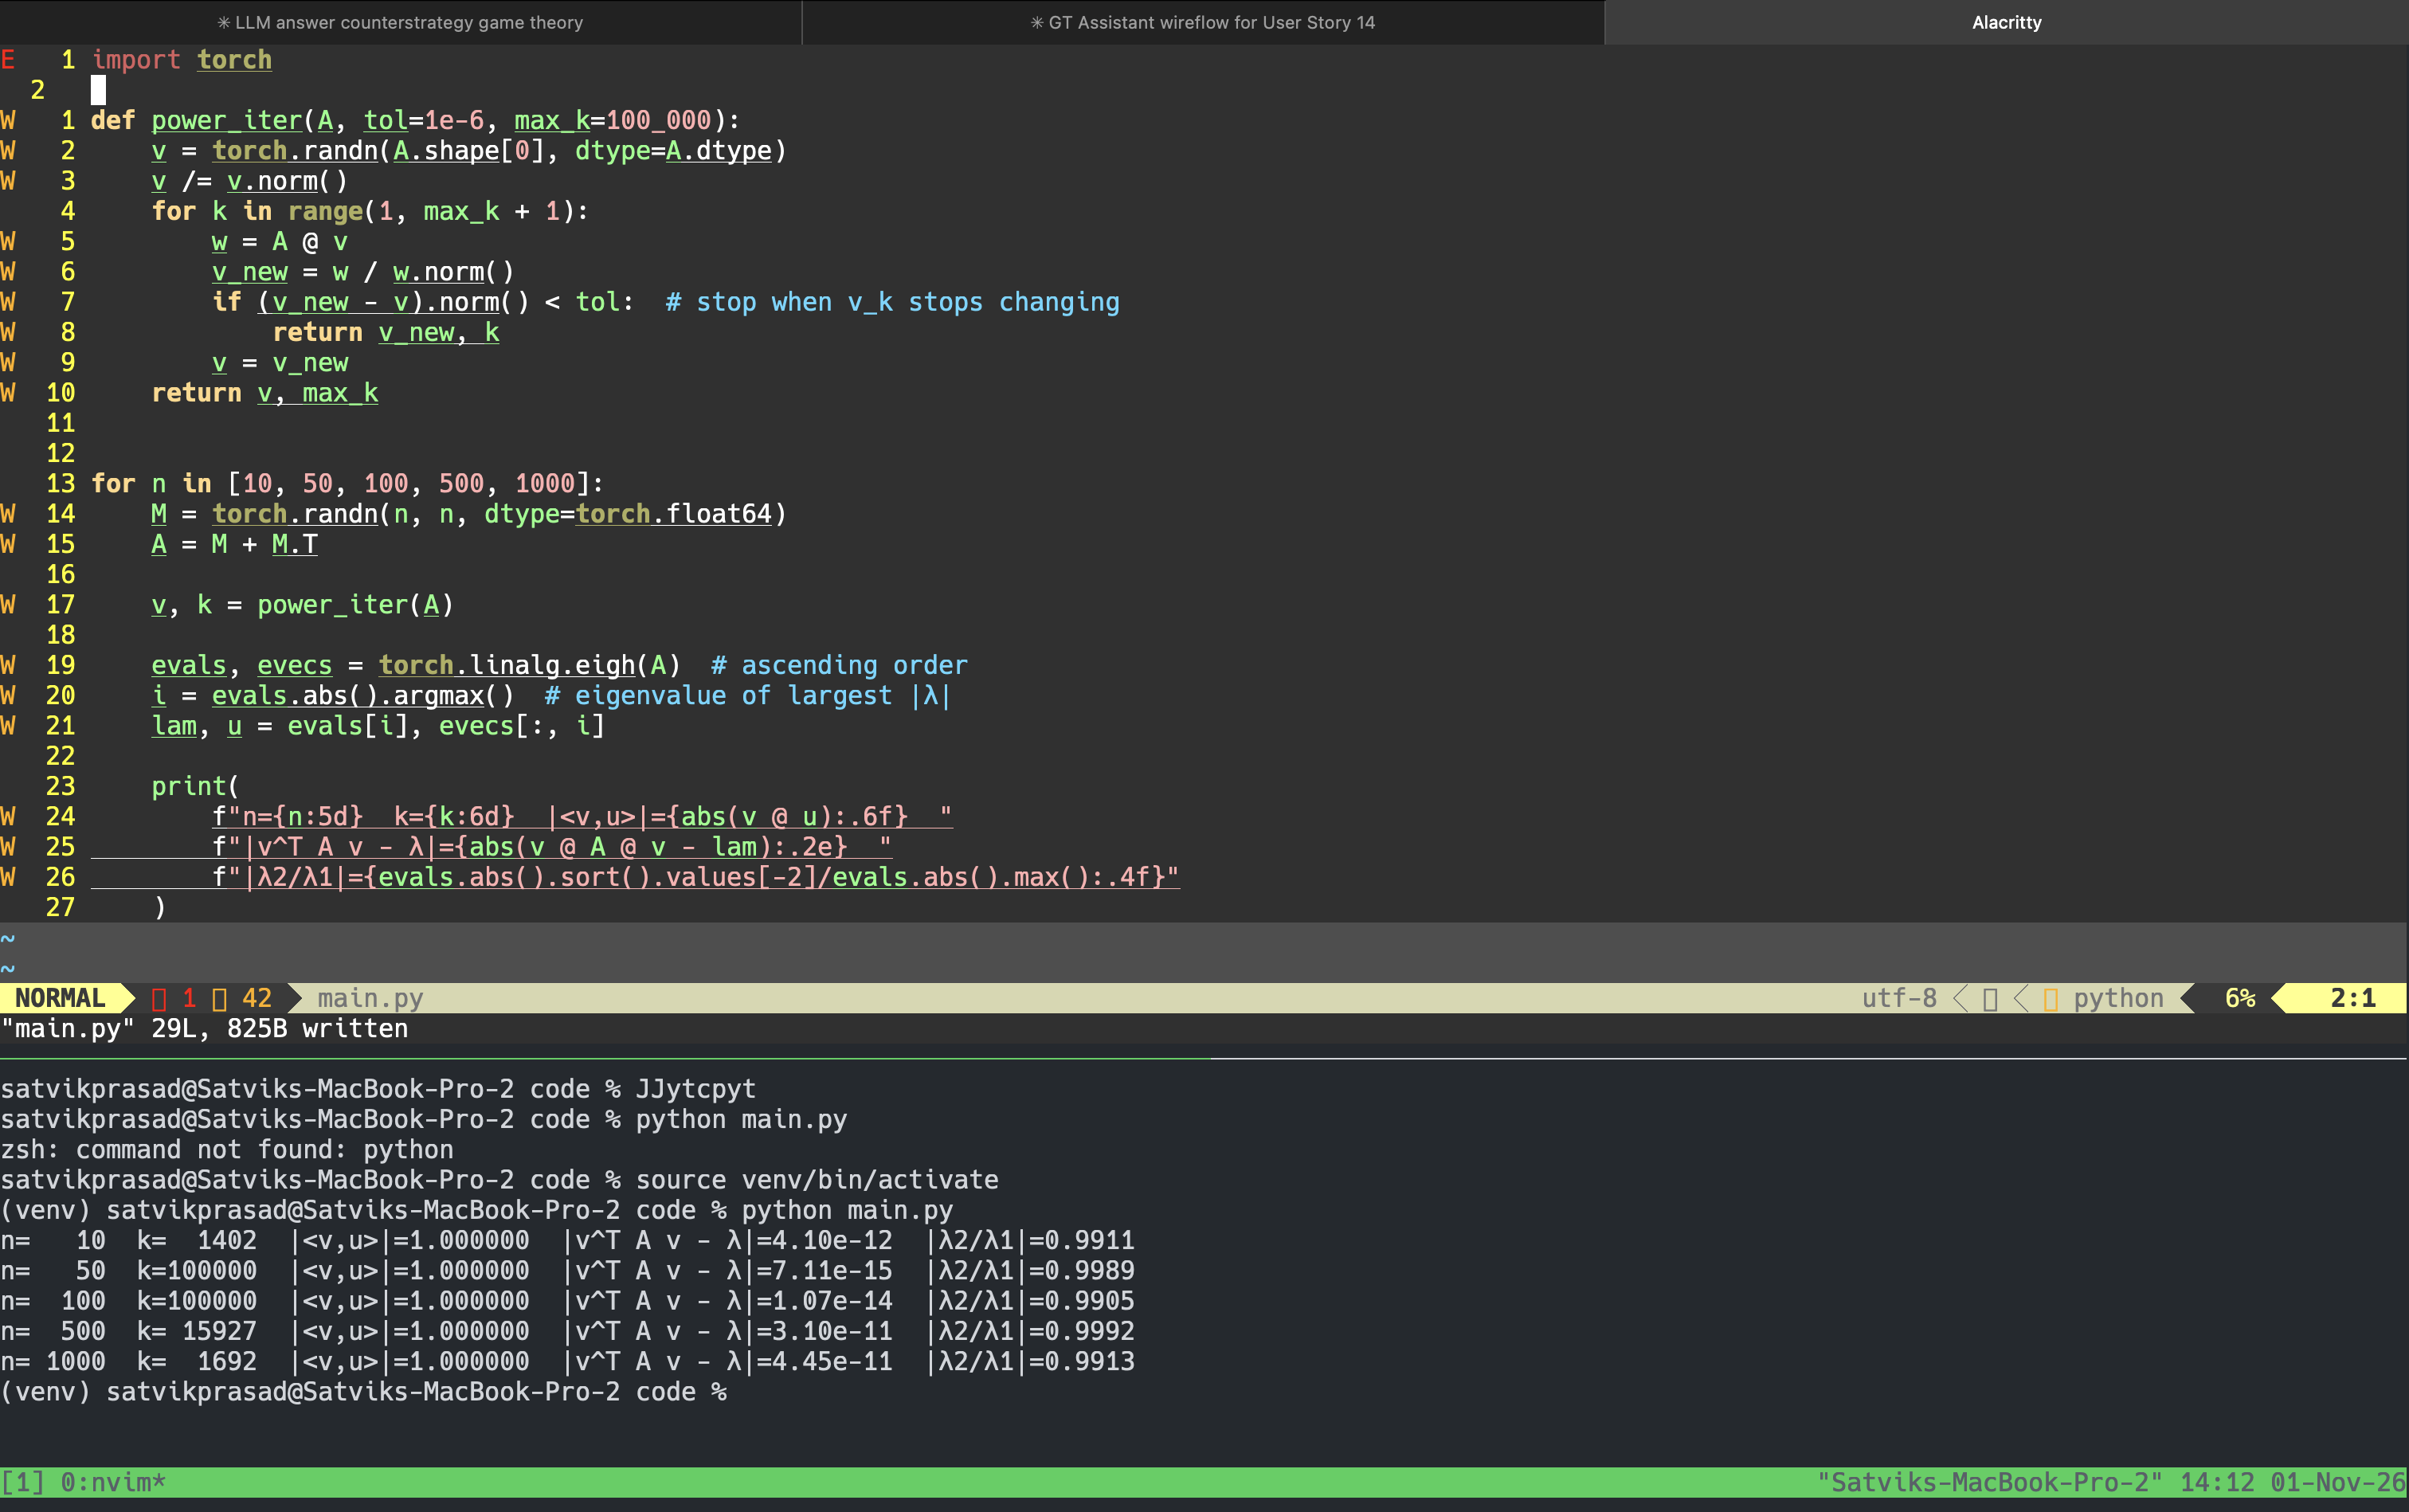 ✳ LLM answer counterstrategy game theory
✳ GT Assistant wireflow for User Story 14
Alacritty
E   1 import torch
  2
W   1 def power_iter(A, tol=1e-6, max_k=100_000):
W   2     v = torch.randn(A.shape[0], dtype=A.dtype)
W   3     v /= v.norm()
    4     for k in range(1, max_k + 1):
W   5         w = A @ v
W   6         v_new = w / w.norm()
W   7         if (v_new - v).norm() < tol:  # stop when v_k stops changing
W   8             return v_new, k
W   9         v = v_new
W  10     return v, max_k
   11
   12
   13 for n in [10, 50, 100, 500, 1000]:
W  14     M = torch.randn(n, n, dtype=torch.float64)
W  15     A = M + M.T
   16
W  17     v, k = power_iter(A)
   18
W  19     evals, evecs = torch.linalg.eigh(A)  # ascending order
W  20     i = evals.abs().argmax()  # eigenvalue of largest |λ|
W  21     lam, u = evals[i], evecs[:, i]
   22
   23     print(
W  24         f"n={n:5d}  k={k:6d}  |<v,u>|={abs(v @ u):.6f}  "
W  25         f"|v^T A v - λ|={abs(v @ A @ v - lam):.2e}  "
W  26         f"|λ2/λ1|={evals.abs().sort().values[-2]/evals.abs().max():.4f}"
   27     )
~
~
NORMAL 1 42 main.py utf-8 python 6% 2:1
"main.py" 29L, 825B written
satvikprasad@Satviks-MacBook-Pro-2 code % JJytcpyt
satvikprasad@Satviks-MacBook-Pro-2 code % python main.py
zsh: command not found: python
satvikprasad@Satviks-MacBook-Pro-2 code % source venv/bin/activate
(venv) satvikprasad@Satviks-MacBook-Pro-2 code % python main.py
n=   10  k=  1402  |<v,u>|=1.000000  |v^T A v - λ|=4.10e-12  |λ2/λ1|=0.9911
n=   50  k=100000  |<v,u>|=1.000000  |v^T A v - λ|=7.11e-15  |λ2/λ1|=0.9989
n=  100  k=100000  |<v,u>|=1.000000  |v^T A v - λ|=1.07e-14  |λ2/λ1|=0.9905
n=  500  k= 15927  |<v,u>|=1.000000  |v^T A v - λ|=3.10e-11  |λ2/λ1|=0.9992
n= 1000  k=  1692  |<v,u>|=1.000000  |v^T A v - λ|=4.45e-11  |λ2/λ1|=0.9913
(venv) satvikprasad@Satviks-MacBook-Pro-2 code %
[1] 0:nvim* "Satviks-MacBook-Pro-2" 14:12 01-Nov-26